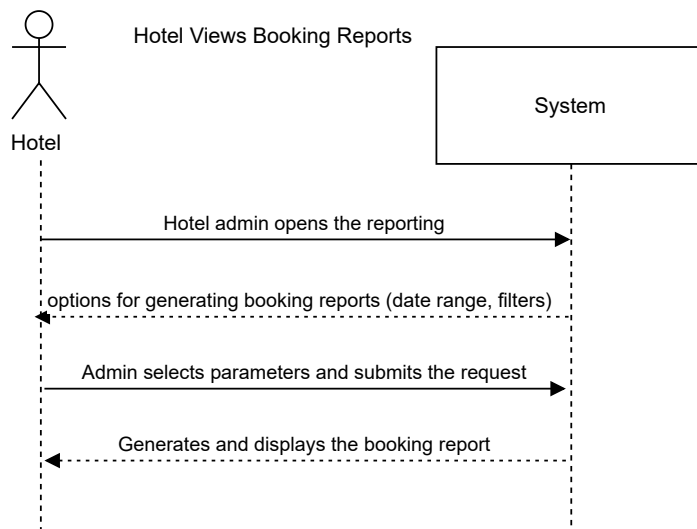 Hotel Views Booking Reports
System
Hotel
Hotel admin opens the reporting
options for generating booking reports (date range, filters)
Admin selects parameters and submits the request
Generates and displays the booking report